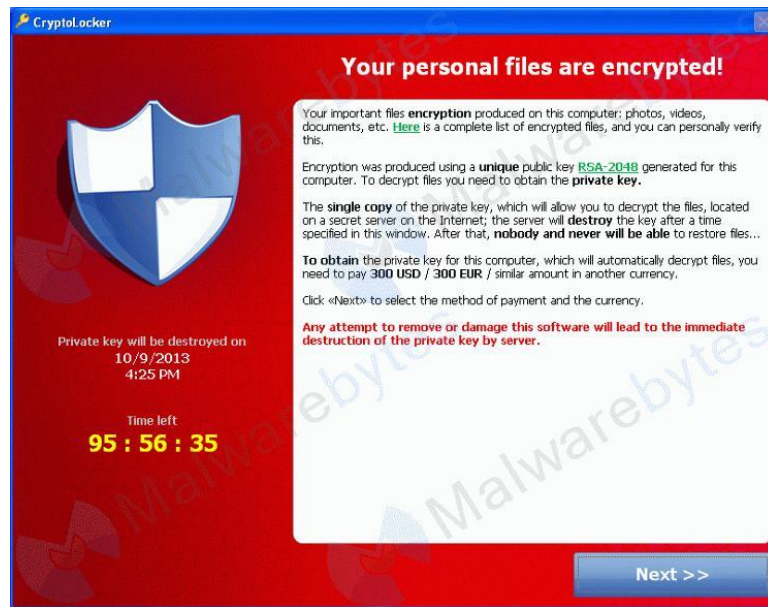 CryptoLocker
Your personal files are encrypted!
Your important files encryption produced on this computer: photos, videos,
documents, etc. Here is a complete list of encrypted files, and you can personally verify
this.
Encryption was produced using a unique public key RSA-2048 generated for this
computer. To decrypt files you need to obtain the private key.
The single copy of the private key, which will allow you to decrypt the files, located
on a secret server on the Internet; the server will destroy the key after a time
specified in this window. After that, nobody and never will be able to restore files...
To obtain the private key for this computer, which will automatically decrypt files, you
need to pay 300 USD / 300 EUR / similar amount in another currency.
Click «Next» to select the method of payment and the currency.
Any attempt to remove or damage this software will lead to the immediate
destruction of the private key by server.
Private key will be destroyed on
10/9/2013
4:25 PM
Time left
95 : 56 : 35
Next >>
Malwarebytes
Malwarebytes
Malwarebytes
Malwarebytes